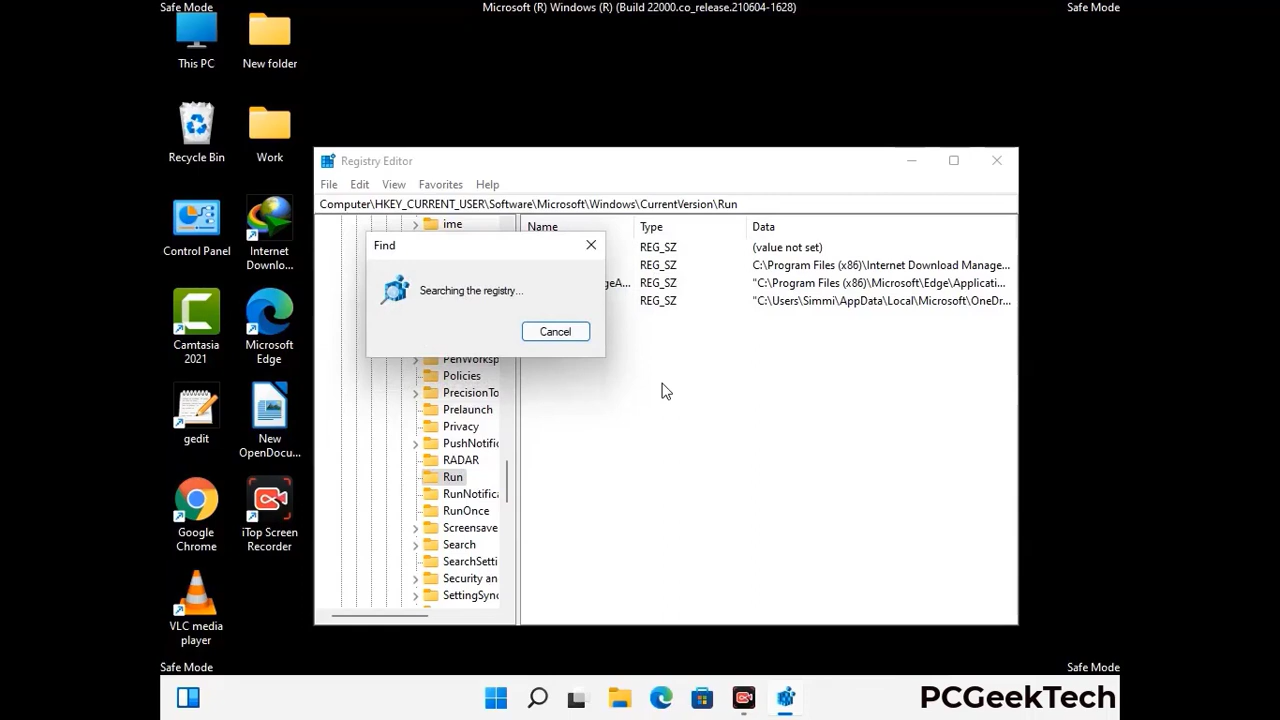 Safe Mode
Microsoft (R) Windows (R) (Build 22000.co_release.210604-1628)
Safe Mode
This PC
New folder
Recycle Bin
Work
Control Panel
Internet
Downlo...
Camtasia
2021
Microsoft
Edge
gedit
New
OpenDocu...
Google
Chrome
iTop Screen
Recorder
VLC media
player
Registry Editor
File Edit View Favorites Help
Computer\HKEY_CURRENT_USER\Software\Microsoft\Windows\CurrentVersion\Run
ime
Policies
PrecisionTo
Prelaunch
Privacy
PushNotific
RADAR
Run
RunNotifica
RunOnce
Screensave
Search
SearchSetti
Security an
SettingSync
Name Type Data
REG_SZ (value not set)
REG_SZ C:\Program Files (x86)\Internet Download Manage...
geA... REG_SZ "C:\Program Files (x86)\Microsoft\Edge\Applicati...
REG_SZ "C:\Users\Simmi\AppData\Local\Microsoft\OneDr...
Find
Searching the registry...
Cancel
Safe Mode
Safe Mode
PCGeekTech